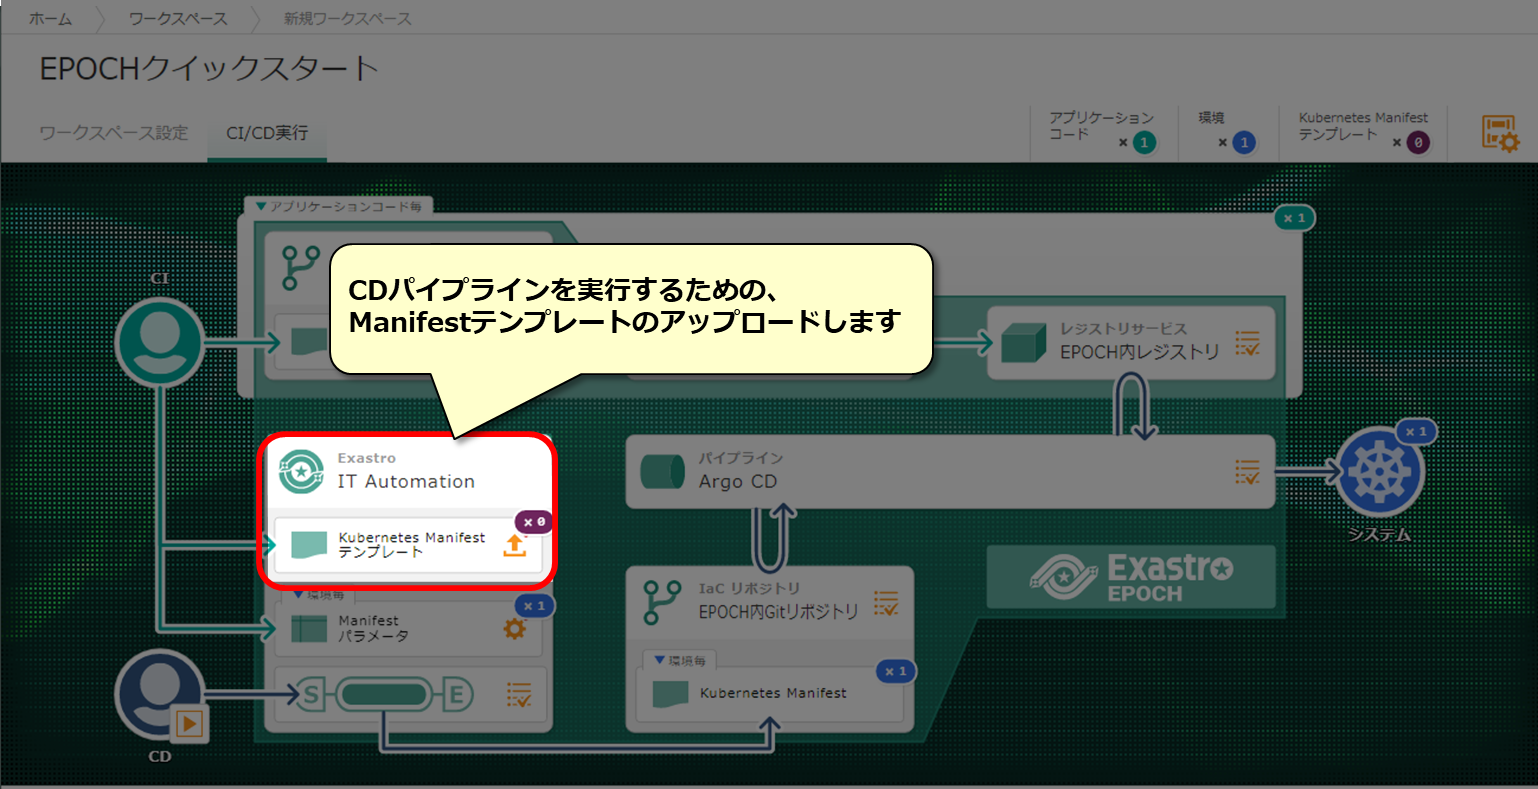 ホーム
ワークスペース
新規ワークスペース
EPOCHクイックスタート
ワークスペース設定
CI/CD実行
アプリケーション
コード
× 1
環境
× 1
Kubernetes Manifest
テンプレート
× 0
▼アプリケーションコード毎
× 1
CI
CDパイプラインを実行するための、
Manifestテンプレートのアップロードします
レジストリサービス
EPOCH内レジストリ
Exastro
IT Automation
× 0
Kubernetes Manifest
テンプレート
パイプライン
Argo CD
× 1
システム
▼環境毎
× 1
Manifest
パラメータ
IaC リポジトリ
EPOCH内Gitリポジトリ
Exastro
EPOCH
▼環境毎
× 1
Kubernetes Manifest
S
E
CD